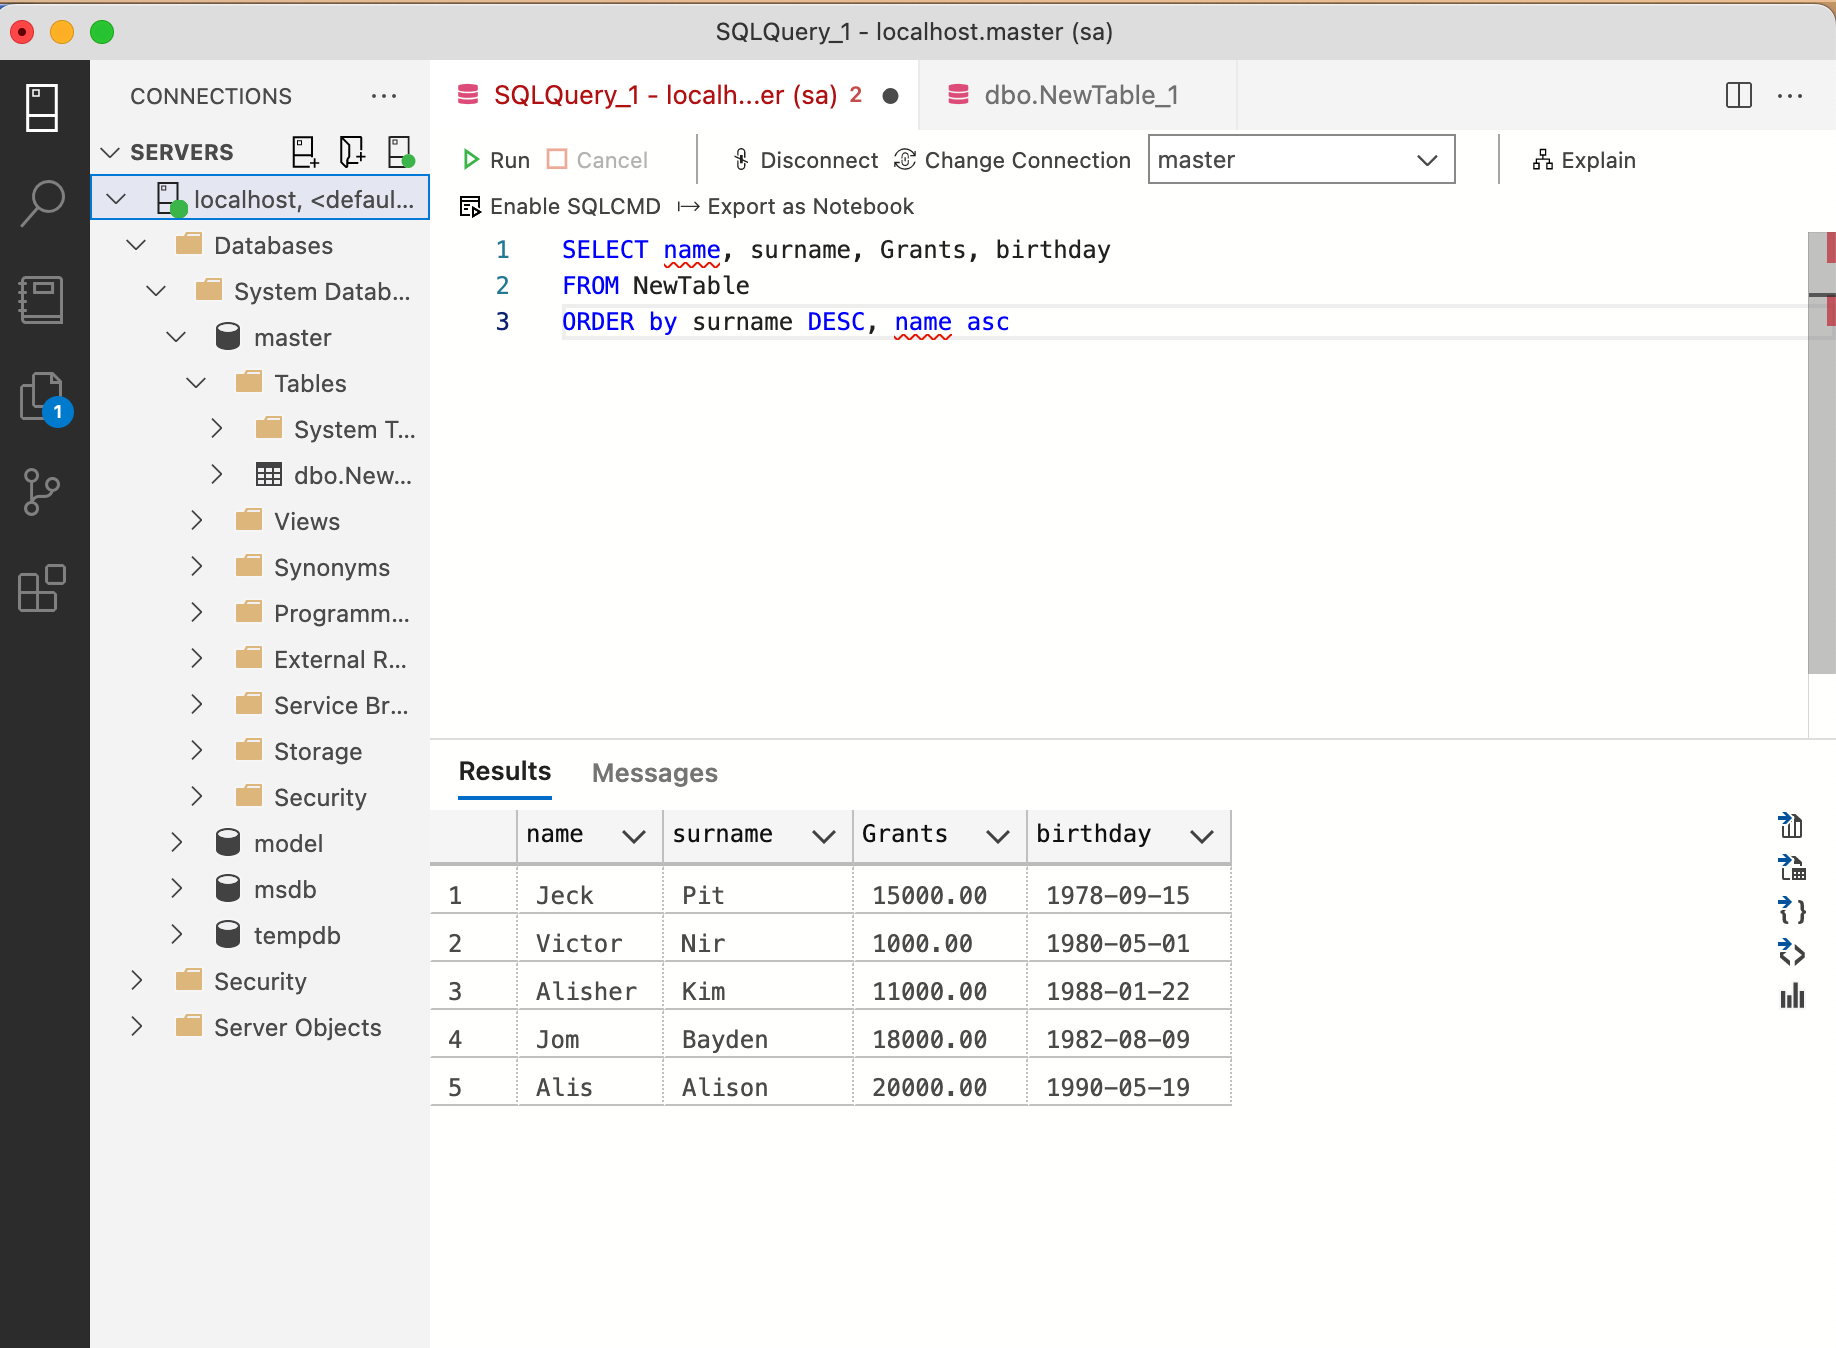 SQLQuery_1 - localhost.master (sa)
CONNECTIONS
SERVERS
localhost, <defaul...
Databases
System Datab...
master
Tables
System T...
dbo.New...
Views
Synonyms
Programm...
External R...
Service Br...
Storage
Security
model
msdb
tempdb
Security
Server Objects
1
SQLQuery_1 - localh...er (sa) 2
dbo.NewTable_1
Run Cancel Disconnect Change Connection master Explain
Enable SQLCMD Export as Notebook
1 SELECT name, surname, Grants, birthday
2 FROM NewTable
3 ORDER by surname DESC, name asc
Results Messages
name surname Grants birthday
1 Jeck Pit 15000.00 1978-09-15
2 Victor Nir 1000.00 1980-05-01
3 Alisher Kim 11000.00 1988-01-22
4 Jom Bayden 18000.00 1982-08-09
5 Alis Alison 20000.00 1990-05-19